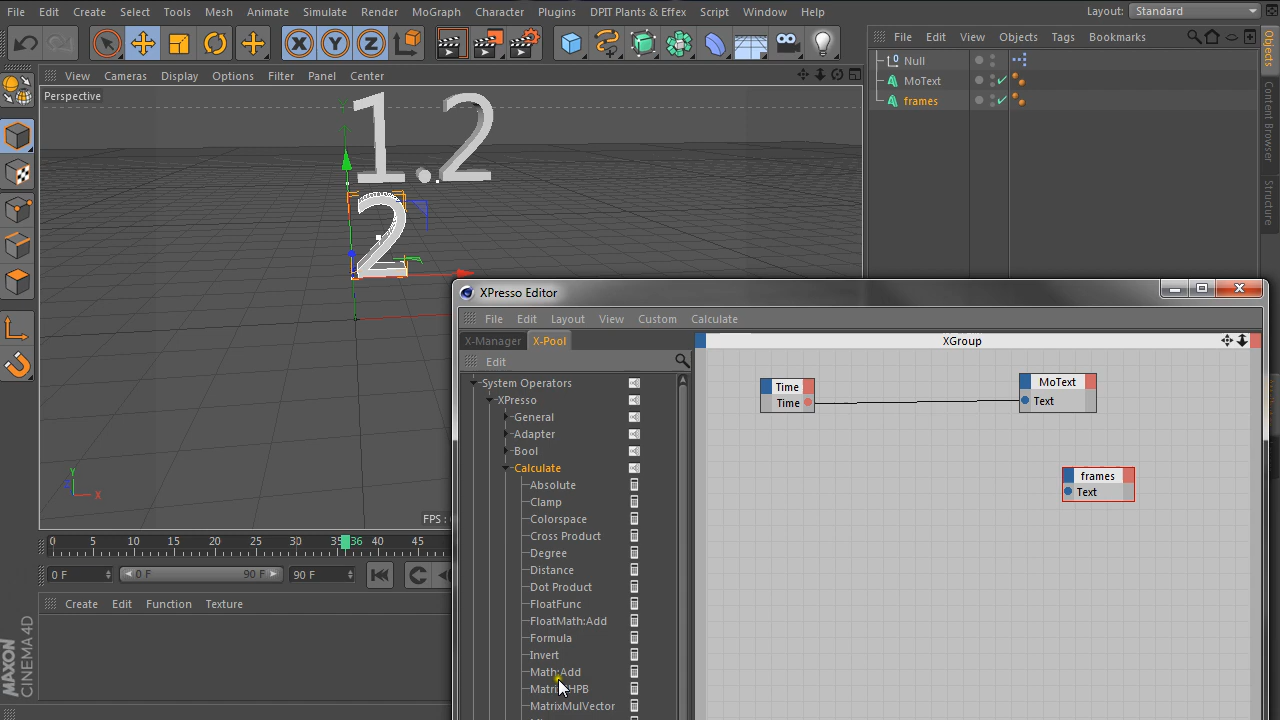 File Edit Create Select Tools Mesh Animate Simulate Render MoGraph Character Plugins DPIT Plants & Effex Script Window Help Layout: Standard
X Y Z
File Edit View Objects Tags Bookmarks
View Cameras Display Options Filter Panel Center
Perspective
Null
MoText
frames
Objects
Content Browser
Structure
1.2
2
Y
Z
X
FPS :
XPresso Editor
File Edit Layout View Custom Calculate
X-Manager X-Pool
Edit
XGroup
System Operators
XPresso
General
Adapter
Bool
Calculate
Absolute
Clamp
Colorspace
Cross Product
Degree
Distance
Dot Product
FloatFunc
FloatMath:Add
Formula
Invert
Math:Add
MatrixMulVector
Time
Time
MoText
Text
frames
Text
0 5 10 15 20 25 30 35 36 40 45
0 F 0 F 90 F 90 F
Create Edit Function Texture
MAXON
CINEMA 4D